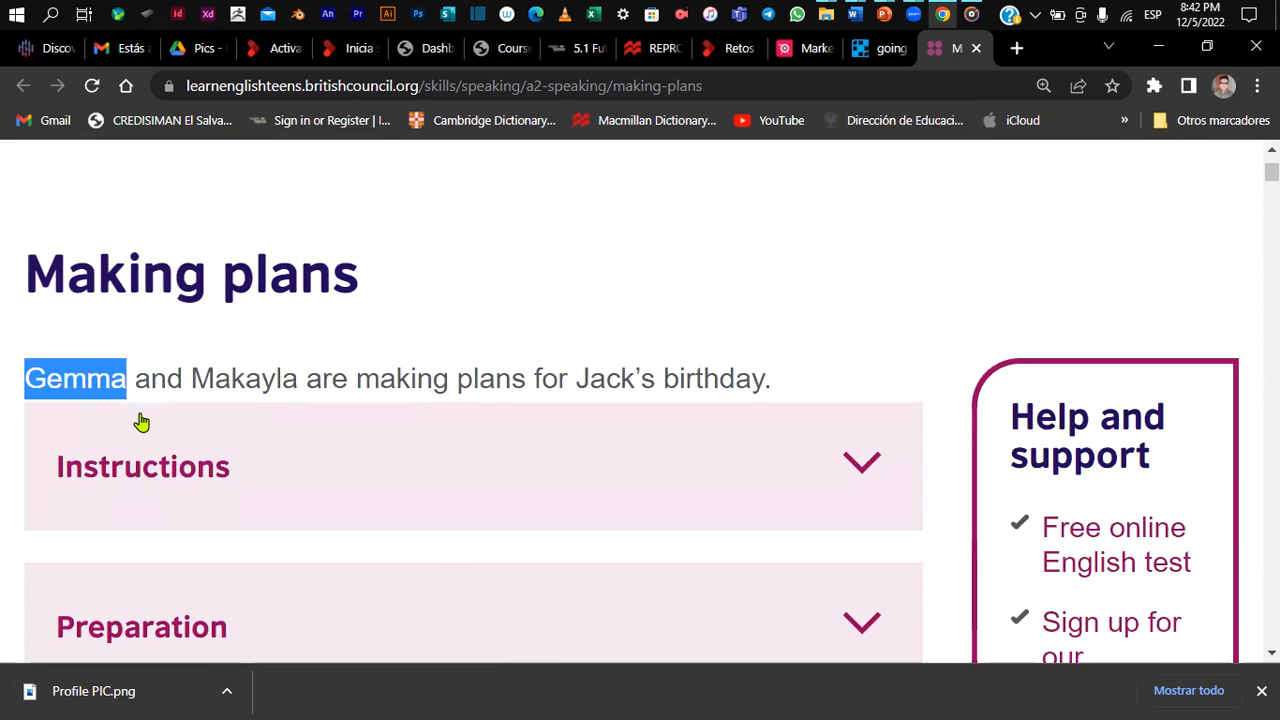 ESP
8:42 PM
12/5/2022
Discov
Estás
Pics -
Activa
Inicia
Dashb
Course
5.1 Fut
REPRO
Retos
Marke
going
M
learnenglishteens.britishcouncil.org/skills/speaking/a2-speaking/making-plans
Gmail
CREDISIMAN El Salva...
Sign in or Register | I...
Cambridge Dictionary...
Macmillan Dictionary...
YouTube
Dirección de Educaci...
iCloud
»
Otros marcadores
Making plans
Gemma and Makayla are making plans for Jack's birthday.
Instructions
Preparation
Help and
support
Free online
English test
Sign up for
our
Profile PIC.png
Mostrar todo